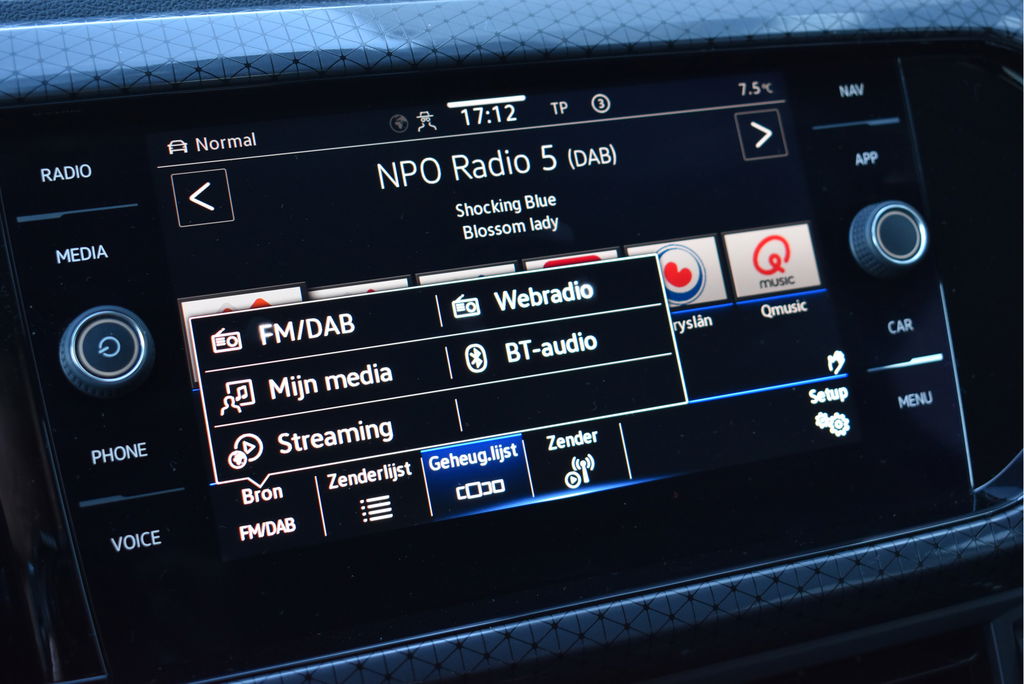 RADIO
MEDIA
PHONE
VOICE
Normal
17:12
TP
3
7.5°C
NPO Radio 5 (DAB)
Shocking Blue
Blossom lady
music
ryslân
Qmusic
FM/DAB
Webradio
Mijn media
BT-audio
Streaming
Bron
FM/DAB
Zenderlijst
Geheug.lijst
Zender
Setup
NAV
APP
CAR
MENU